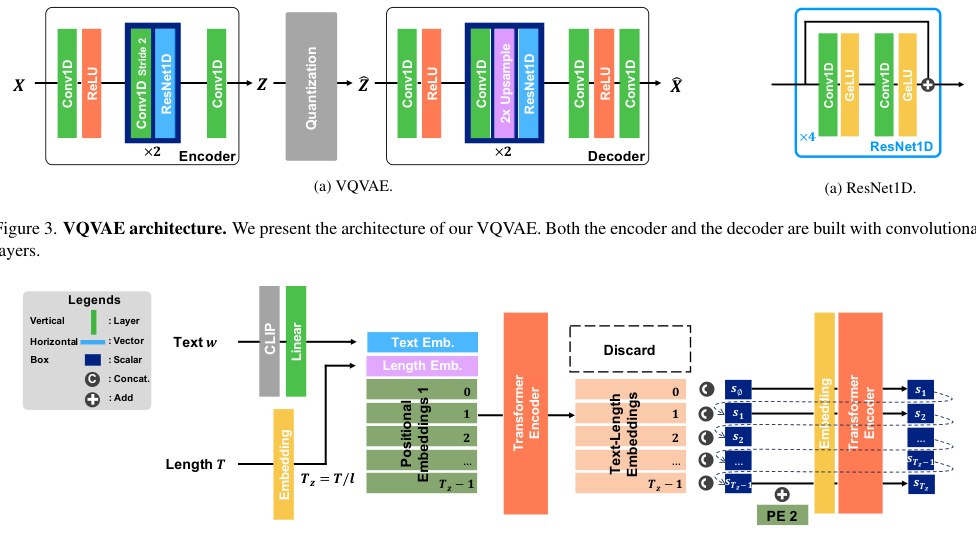 X
Conv1D
ReLU
Conv1D Stride 2
ResNet1D
×2
Conv1D
Encoder
Z
Quantization
Ẑ
Conv1D
ReLU
Conv1D
2x Upsample
ResNet1D
×2
Conv1D
ReLU
Conv1D
Decoder
X̂
Conv1D
GeLU
Conv1D
GeLU
×4
ResNet1D
(a) VQVAE.
(a) ResNet1D.
Figure 3. VQVAE architecture. We present the architecture of our VQVAE. Both the encoder and the decoder are built with convolutiona
ayers.
Legends
Vertical : Layer
Horizontal : Vector
Box : Scalar
C : Concat.
: Add
Text w
CLIP
Linear
Length T
Embedding
T_z = T/l
Text Emb.
Length Emb.
Positional
Embeddings 1
0
1
2
...
T_z − 1
Transformer
Encoder
Discard
Text-Length
Embeddings
0
1
2
...
T_z − 1
s_∅
s_1
s_2
...
s_{T_z−1}
PE 2
Embedding
Transformer
Encoder
s_1
s_2
...
s_{T_z−1}
s_{T_z}